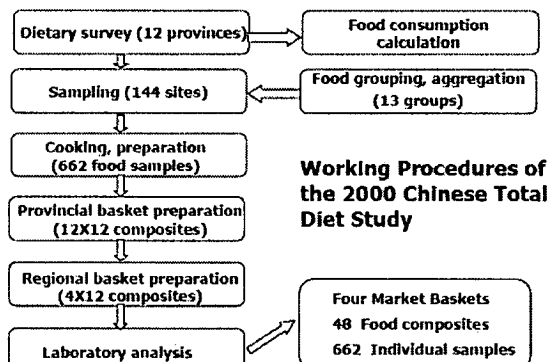 Dietary survey (12 provinces)
Food consumption
calculation
Sampling (144 sites)
Food grouping, aggregation
(13 groups)
Cooking, preparation
(662 food samples)
Working Procedures of
the 2000 Chinese Total
Diet Study
Provincial basket preparation
(12X12 composites)
Regional basket preparation
(4X12 composites)
Four Market Baskets
48 Food composites
662 Individual samples
Laboratory analysis